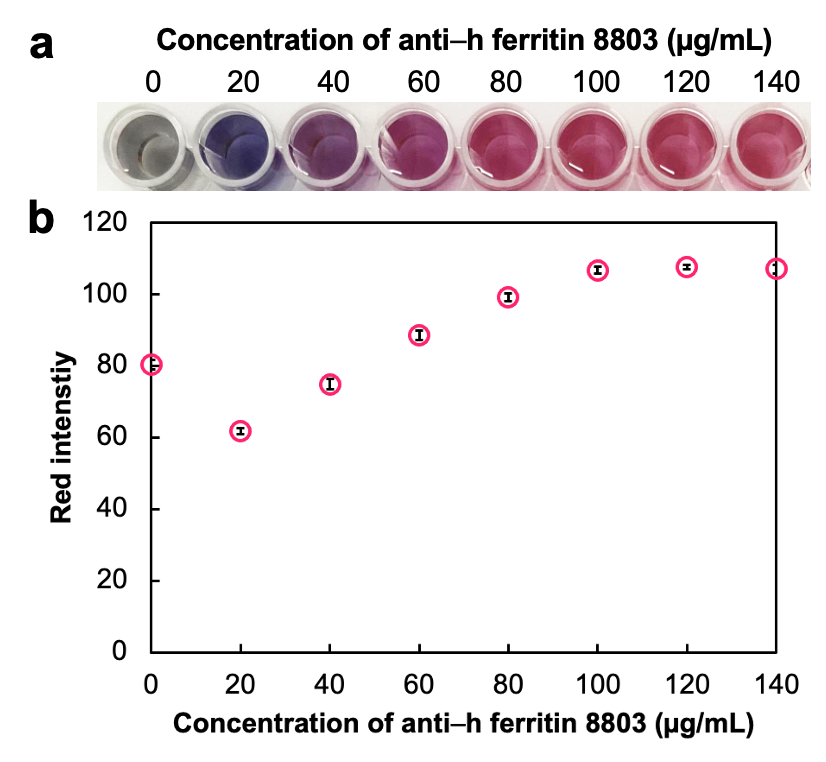 a
Concentration of anti–h ferritin 8803 (µg/mL)
0 20 40 60 80 100 120 140
b
120
100
80
60
40
20
0
Red intenstiy
0 20 40 60 80 100 120 140
Concentration of anti–h ferritin 8803 (µg/mL)